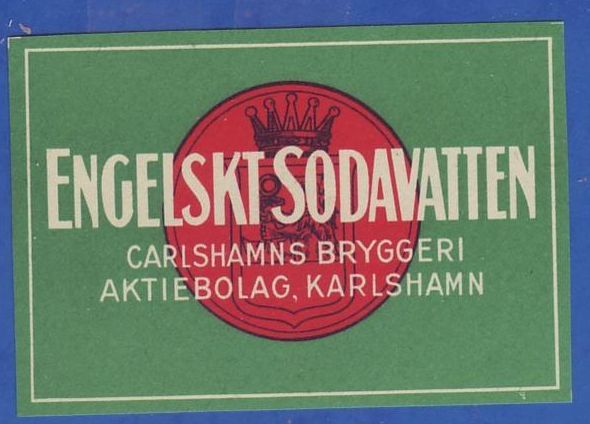 ENGELSKT SODAVATTEN
CARLSHAMNS BRYGGERI
AKTIEBOLAG, KARLSHAMN